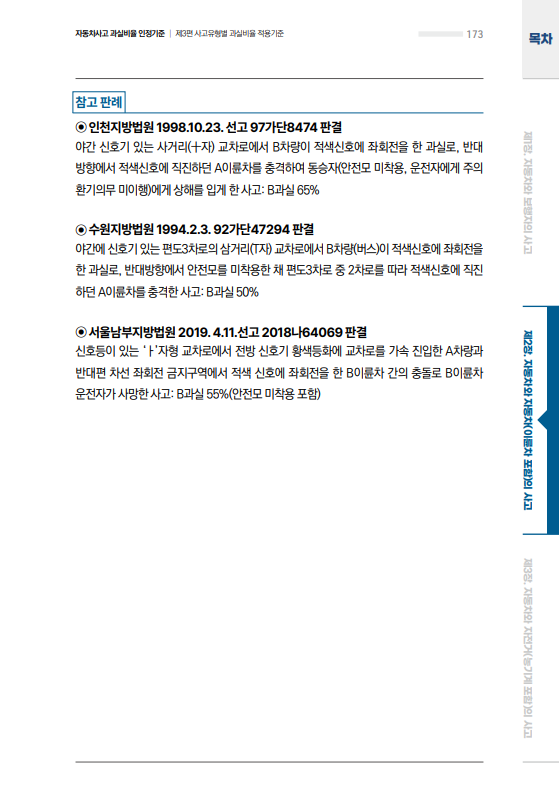 자동차사고 과실비율 인정기준 | 제3편 사고유형별 과실비율 적용기준
173
목차
참고 판례
◉ 인천지방법원 1998.10.23. 선고 97가단8474 판결
야간 신호기 있는 사거리(十자) 교차로에서 B차량이 적색신호에 좌회전을 한 과실로, 반대
방향에서 적색신호에 직진하던 A이륜차를 충격하여 동승자(안전모 미착용, 운전자에게 주의
환기의무 미이행)에게 상해를 입게 한 사고: B과실 65%
◉ 수원지방법원 1994.2.3. 92가단47294 판결
야간에 신호기 있는 편도3차로의 삼거리(T자) 교차로에서 B차량(버스)이 적색신호에 좌회전을
한 과실로, 반대방향에서 안전모를 미착용한 채 편도3차로 중 2차로를 따라 적색신호에 직진
하던 A이륜차를 충격한 사고: B과실 50%
◉ 서울남부지방법원 2019. 4.11.선고 2018나64069 판결
신호등이 있는 ‘ㅏ’자형 교차로에서 전방 신호기 황색등화에 교차로를 가속 진입한 A차량과
반대편 차선 좌회전 금지구역에서 적색 신호에 좌회전을 한 B이륜차 간의 충돌로 B이륜차
운전자가 사망한 사고: B과실 55%(안전모 미착용 포함)
제1장. 자동차와 보행자의 사고
제2장. 자동차와 자동차(이륜차 포함)의 사고
제3장. 자동차와 자전거(농기계 포함)의 사고